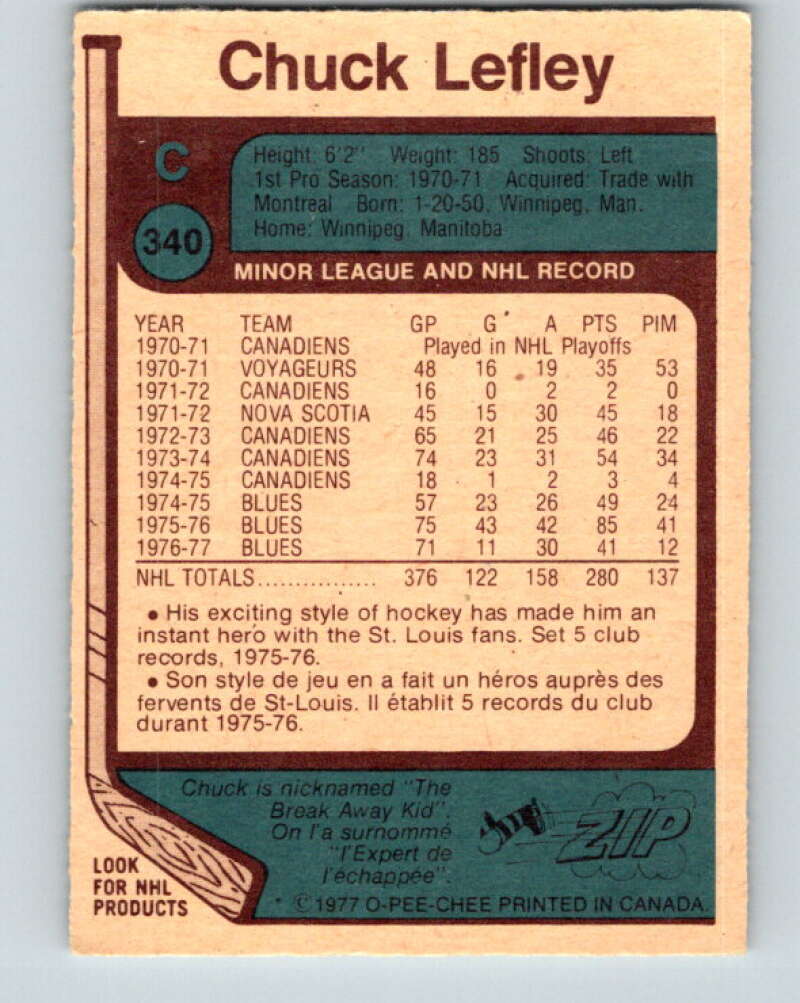 Chuck Lefley
C
340
Height: 6'2" Weight: 185 Shoots: Left
1st Pro Season: 1970-71 Acquired: Trade with
Montreal Born: 1-20-50, Winnipeg, Man.
Home: Winnipeg, Manitoba
MINOR LEAGUE AND NHL RECORD
YEAR TEAM GP G A PTS PIM
1970-71 CANADIENS Played in NHL Playoffs
1970-71 VOYAGEURS 48 16 19 35 53
1971-72 CANADIENS 16 0 2 2 0
1971-72 NOVA SCOTIA 45 15 30 45 18
1972-73 CANADIENS 65 21 25 46 22
1973-74 CANADIENS 74 23 31 54 34
1974-75 CANADIENS 18 1 2 3 4
1974-75 BLUES 57 23 26 49 24
1975-76 BLUES 75 43 42 85 41
1976-77 BLUES 71 11 30 41 12
NHL TOTALS................ 376 122 158 280 137
• His exciting style of hockey has made him an
instant hero with the St. Louis fans. Set 5 club
records, 1975-76.
• Son style de jeu en a fait un héros auprès des
fervents de St-Louis. Il établit 5 records du club
durant 1975-76.
Chuck is nicknamed "The
Break Away Kid".
On l'a surnommé
"l'Expert de
l'échappée".
ZIP
LOOK
FOR NHL
PRODUCTS
© 1977 O-PEE-CHEE PRINTED IN CANADA.